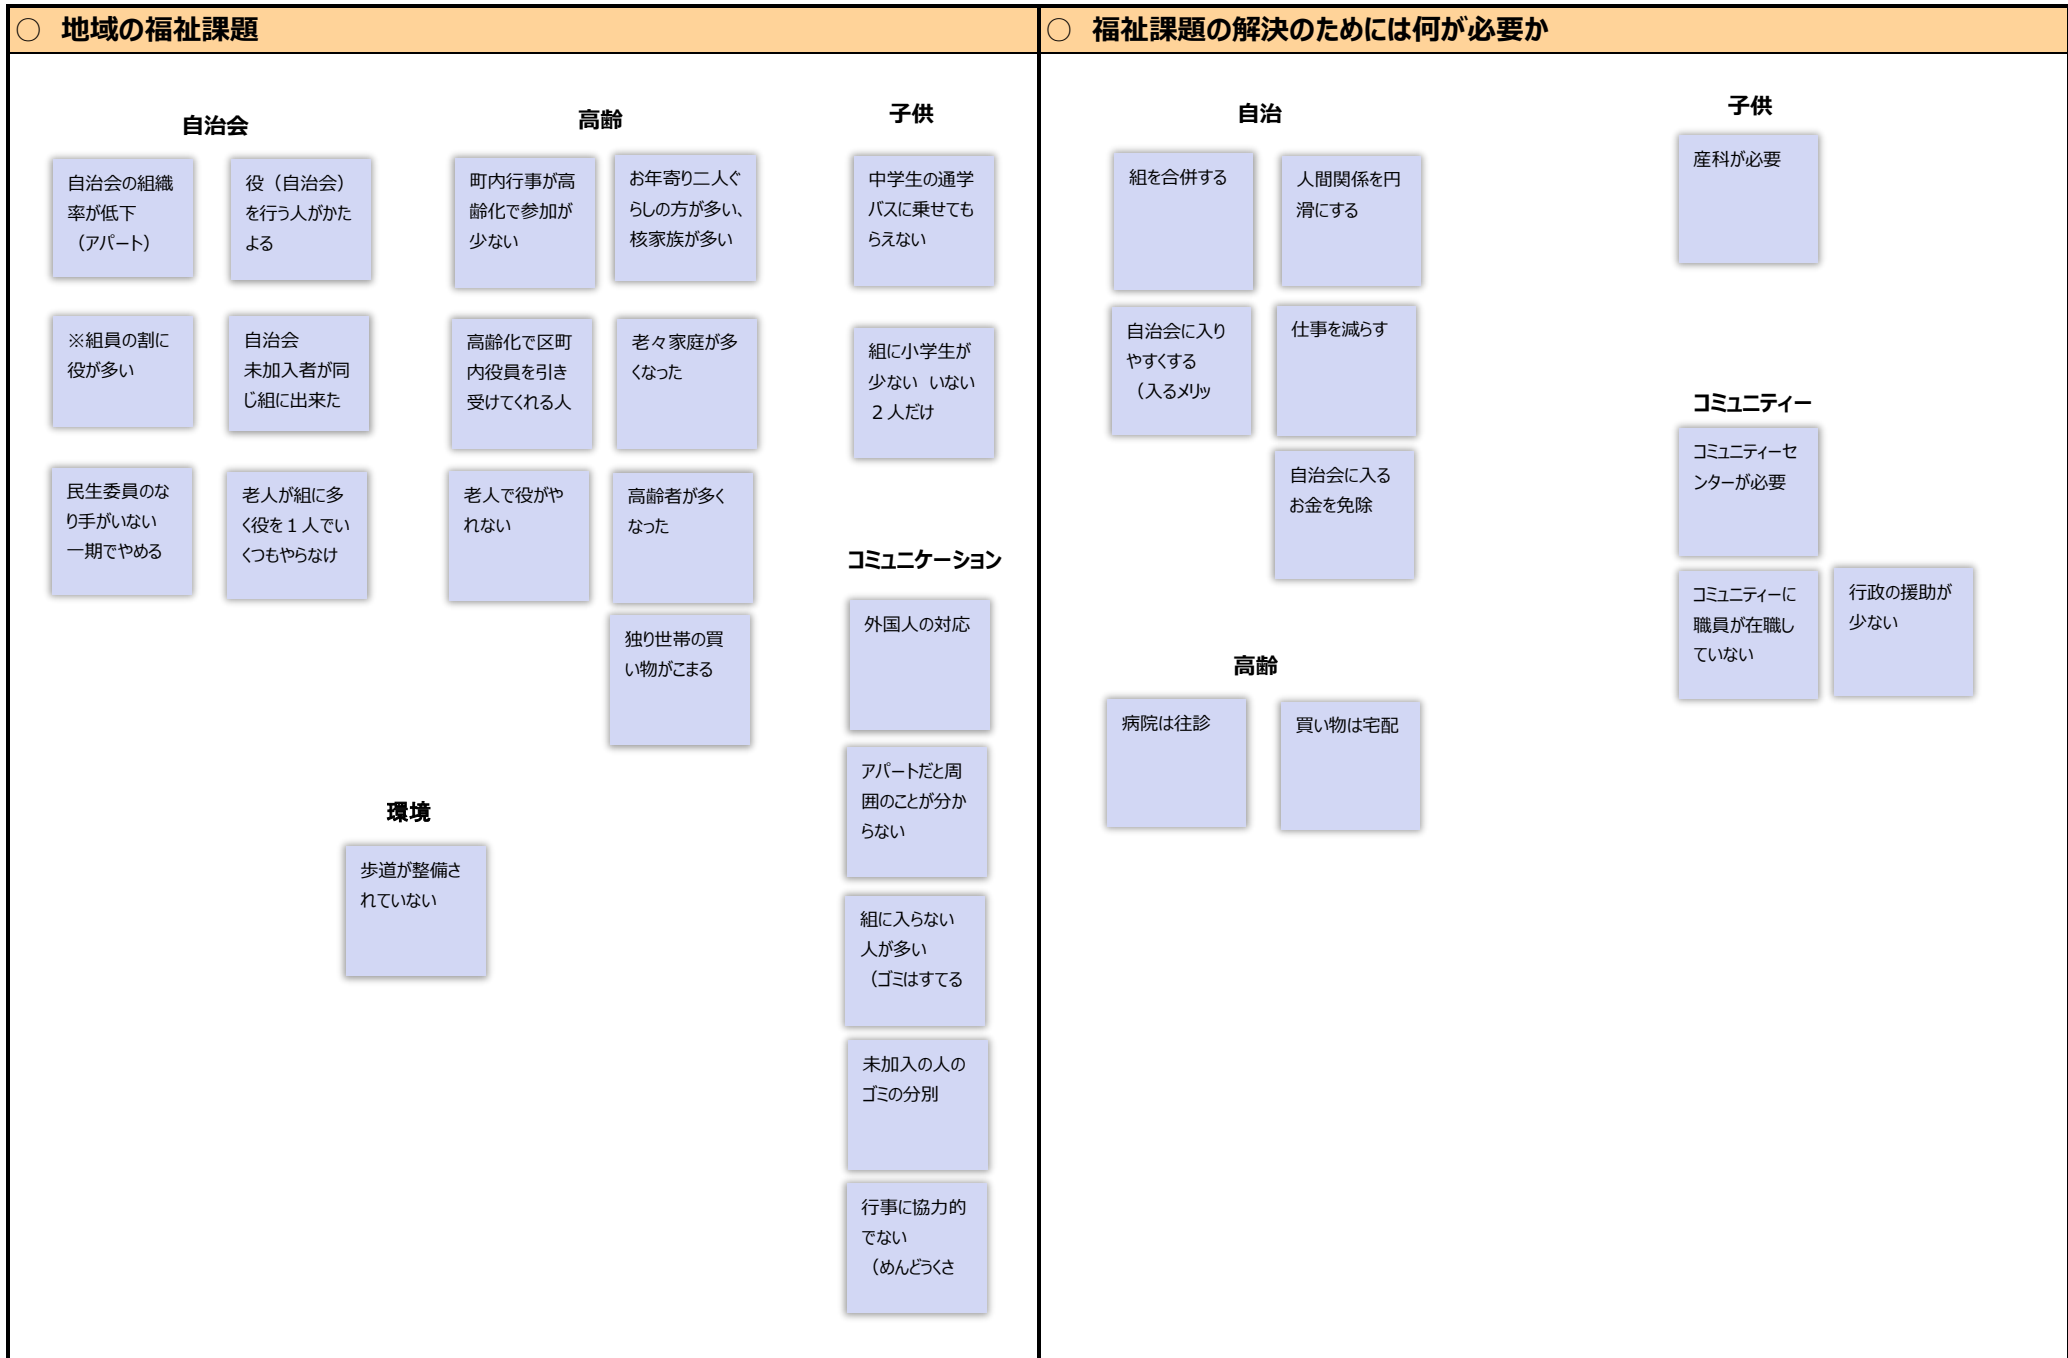 ○ 地域の福祉課題
自治会
自治会の組織
率が低下
(アパート)
役(自治会)
を行う人がかた
よる
※組員の割に
役が多い
自治会
未加入者が同
じ組に出来た
民生委員のな
り手がいない
一期でやめる
老人が組に多
く役を1人でい
くつもやらなけ
高齢
町内行事が高
齢化で参加が
少ない
お年寄り二人ぐ
らしの方が多い、
核家族が多い
高齢化で区町
内役員を引き
受けてくれる人
老々家庭が多
くなった
老人で役がや
れない
高齢者が多く
なった
独り世帯の買
い物がこまる
子供
中学生の通学
バスに乗せても
らえない
組に小学生が
少ない いない
2人だけ
コミュニケーション
外国人の対応
アパートだと周
囲のことが分か
らない
組に入らない
人が多い
(ゴミはすてる
未加入の人の
ゴミの分別
行事に協力的
でない
(めんどうくさ
環境
歩道が整備さ
れていない
○ 福祉課題の解決のためには何が必要か
自治
組を合併する
人間関係を円
滑にする
自治会に入り
やすくする
(入るメリッ
仕事を減らす
自治会に入る
お金を免除
高齢
病院は往診
買い物は宅配
子供
産科が必要
コミュニティー
コミュニティーセ
ンターが必要
コミュニティーに
職員が在職し
ていない
行政の援助が
少ない